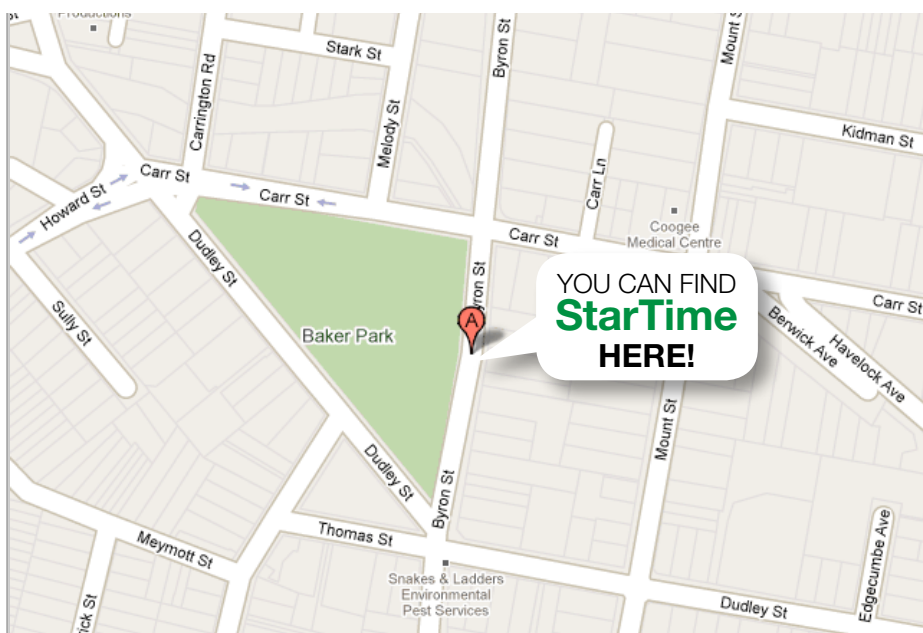 Productions
St
Stark St
Carrington Rd
Melody St
Byron St
Mount S
Kidman St
Carr St
Carr St
Howard St
Carr Ln
Coogee
Medical Centre
Carr St
Dudley St
Byron St
YOU CAN FIND
StarTime
HERE!
A
Baker Park
Sully St
Carr St
Berwick Ave
Havelock Ave
Mount St
Dudley St
Byron St
Thomas St
Meymott St
Edgecumbe Ave
Snakes & Ladders
Environmental
Pest Services
Dudley St
rick St